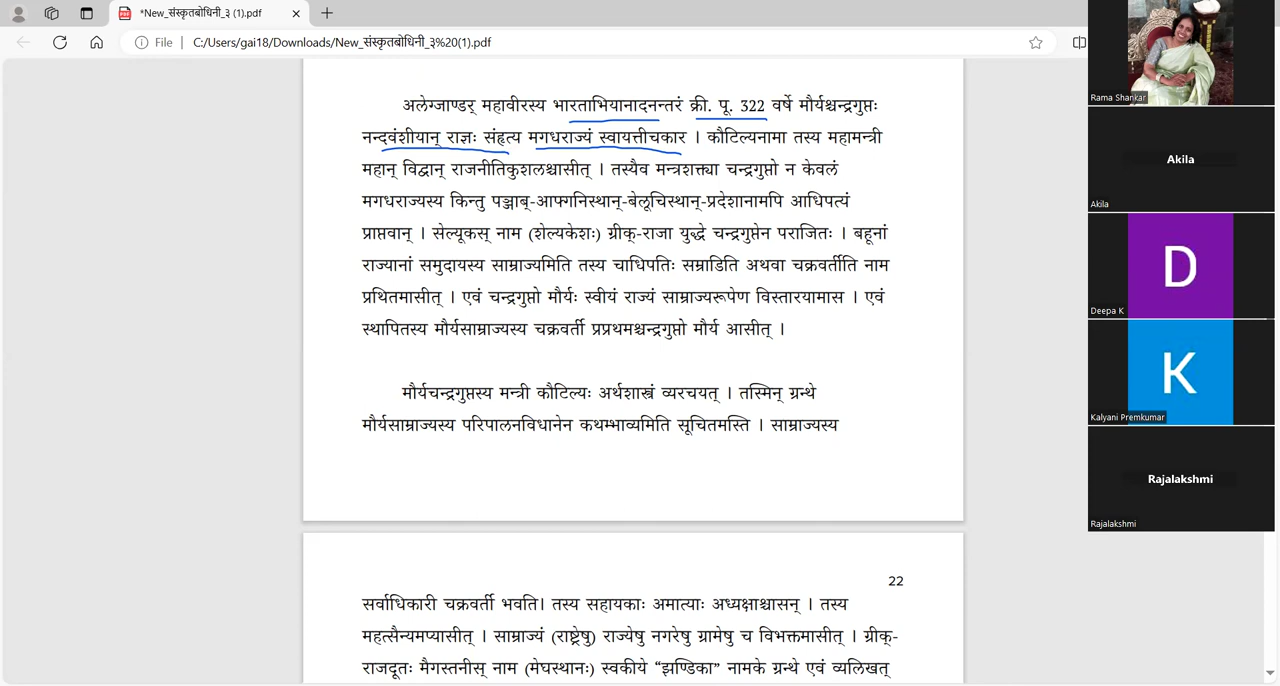 *New_संस्कृतबोधिनी_३ (1).pdf
File
C:/Users/gai18/Downloads/New_संस्कृतबोधिनी_३%20(1).pdf
अलेग्जाण्डर् महावीरस्य भारताभियानादनन्तरं क्री. पू. 322 वर्षे मौर्यश्चन्द्रगुप्तः
नन्दवंशीयान् राज्ञः संहृत्य मगधराज्यं स्वायत्तीचकार । कौटिल्यनामा तस्य महामन्त्री
महान् विद्वान् राजनीतिकुशलश्चासीत् । तस्यैव मन्त्रशक्त्या चन्द्रगुप्तो न केवलं
मगधराज्यस्य किन्तु पञ्जाब्-आफ्गनिस्थान्-बेलूचिस्थान्-प्रदेशानामपि आधिपत्यं
प्राप्तवान् । सेल्यूकस् नाम (शेल्यकेशः) ग्रीक्-राजा युद्धे चन्द्रगुप्तेन पराजितः । बहूनां
राज्यानां समुदायस्य साम्राज्यमिति तस्य चाधिपतिः सम्राडिति अथवा चक्रवर्तीति नाम
प्रथितमासीत् । एवं चन्द्रगुप्तो मौर्यः स्वीयं राज्यं साम्राज्यरूपेण विस्तारयामास । एवं
स्थापितस्य मौर्यसाम्राज्यस्य चक्रवर्ती प्रप्रथमश्चन्द्रगुप्तो मौर्य आसीत् ।
मौर्यचन्द्रगुप्तस्य मन्त्री कौटिल्यः अर्थशास्त्रं व्यरचयत् । तस्मिन् ग्रन्थे
मौर्यसाम्राज्यस्य परिपालनविधानेन कथम्भाव्यमिति सूचितमस्ति । साम्राज्यस्य
22
सर्वाधिकारी चक्रवर्ती भवति। तस्य सहायकाः अमात्याः अध्यक्षाश्चासन् । तस्य
महत्सैन्यमप्यासीत् । साम्राज्यं (राष्ट्रेषु) राज्येषु नगरेषु ग्रामेषु च विभक्तमासीत् । ग्रीक्-
राजदूतः मैगस्तनीस् नाम (मेघस्थानः) स्वकीये “झण्डिका” नामके ग्रन्थे एवं व्यलिखत्
Rama Shankar
Akila
Akila
D
Deepa K
K
Kalyani Premkumar
Rajalakshmi
Rajalakshmi